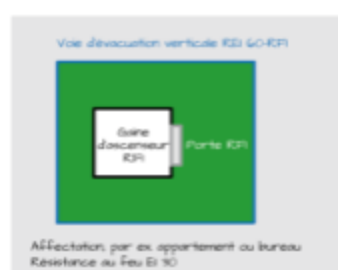 Voie d'évacuation verticale REI 60-RF1
Gaine
d'ascenseur
RF1
Porte RF1
Affectation, par ex. appartement ou bureau
Résistance au feu EI 30